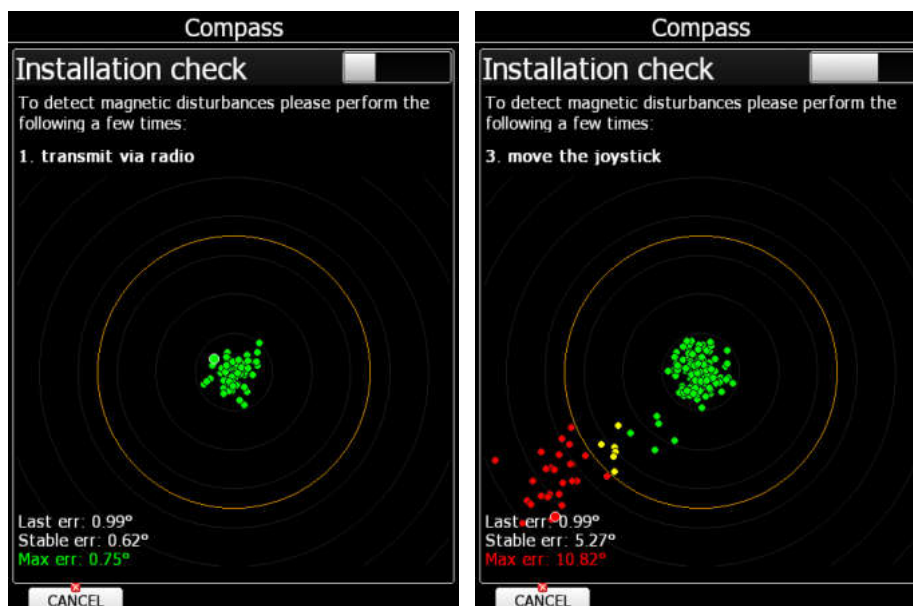 Compass
Installation check
To detect magnetic disturbances please perform the
following a few times:
1. transmit via radio
Last err: 0.99°
Stable err: 0.62°
Max err: 0.75°
CANCEL
Compass
Installation check
To detect magnetic disturbances please perform the
following a few times:
3. move the joystick
Last err: 0.99°
Stable err: 5.27°
Max err: 10.82°
CANCEL